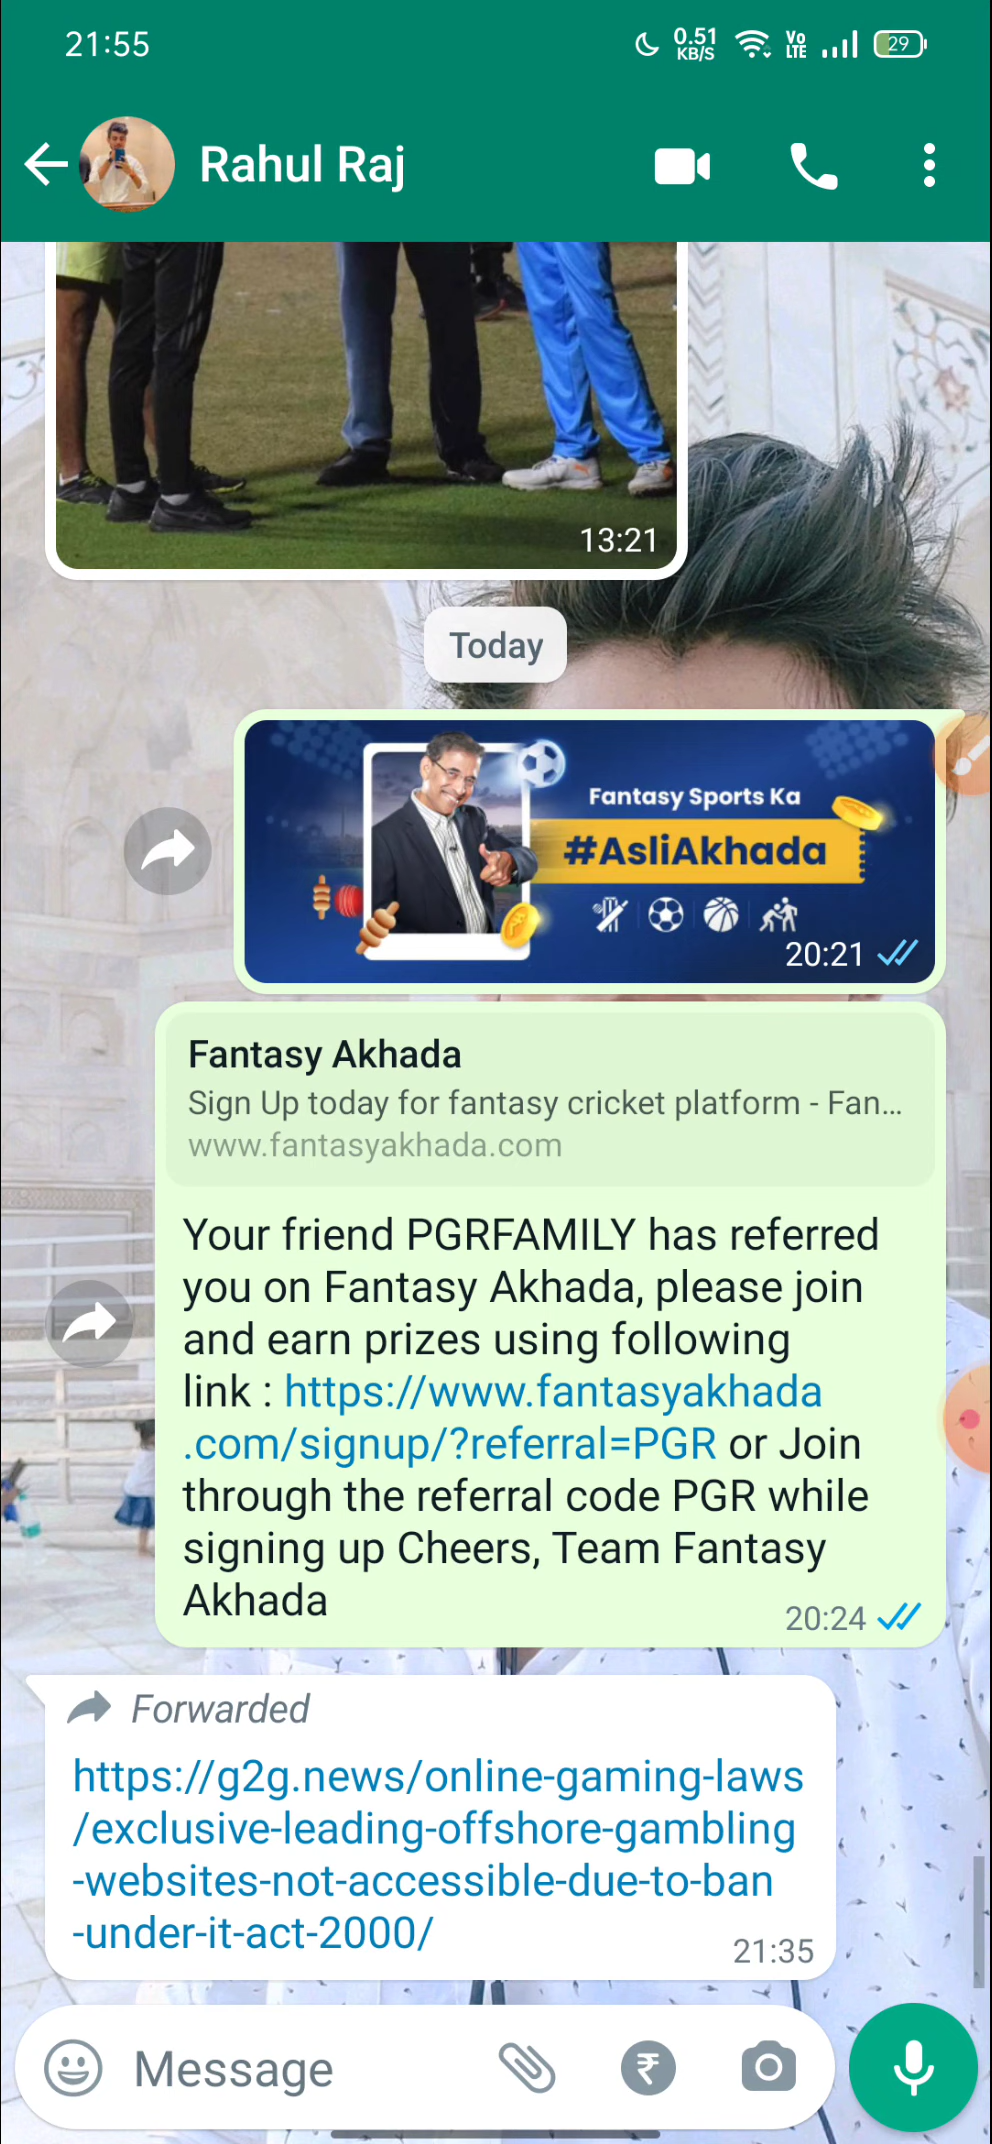 21:55
0.51
KB/S
Vo
LTE
29
Rahul Raj
13:21
Today
Fantasy Sports Ka
#AsliAkhada
20:21
Fantasy Akhada
Sign Up today for fantasy cricket platform - Fan...
www.fantasyakhada.com
Your friend PGRFAMILY has referred
you on Fantasy Akhada, please join
and earn prizes using following
link : https://www.fantasyakhada
.com/signup/?referral=PGR or Join
through the referral code PGR while
signing up Cheers, Team Fantasy
Akhada
20:24
Forwarded
https://g2g.news/online-gaming-laws
/exclusive-leading-offshore-gambling
-websites-not-accessible-due-to-ban
-under-it-act-2000/
21:35
Message
₹